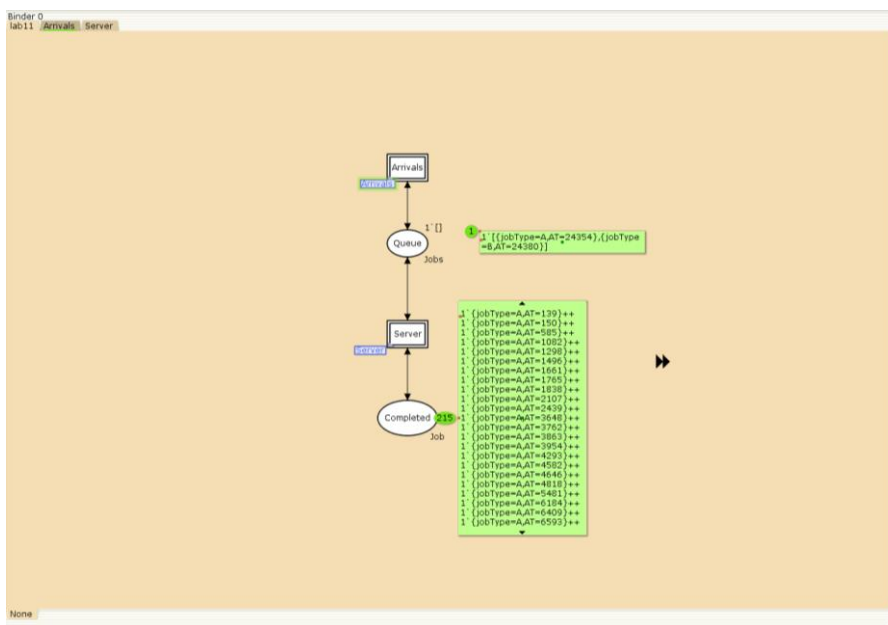 Binder 0
lab11 Arrivals Server
Arrivals
Arrivals
1`[]
Queue
Jobs
1
1`[{jobType=A,AT=24354},{jobType
=B,AT=24380}]
Server
Server
Completed
215
Job
1`{jobType=A,AT=139}++
1`{jobType=A,AT=150}++
1`{jobType=A,AT=585}++
1`{jobType=A,AT=1082}++
1`{jobType=A,AT=1298}++
1`{jobType=A,AT=1496}++
1`{jobType=A,AT=1661}++
1`{jobType=A,AT=1765}++
1`{jobType=A,AT=1838}++
1`{jobType=A,AT=2107}++
1`{jobType=A,AT=2439}++
1`{jobType=A,AT=3648}++
1`{jobType=A,AT=3762}++
1`{jobType=A,AT=3863}++
1`{jobType=A,AT=3954}++
1`{jobType=A,AT=4293}++
1`{jobType=A,AT=4582}++
1`{jobType=A,AT=4646}++
1`{jobType=A,AT=4818}++
1`{jobType=A,AT=5481}++
1`{jobType=A,AT=6184}++
1`{jobType=A,AT=6409}++
1`{jobType=A,AT=6593}++
None